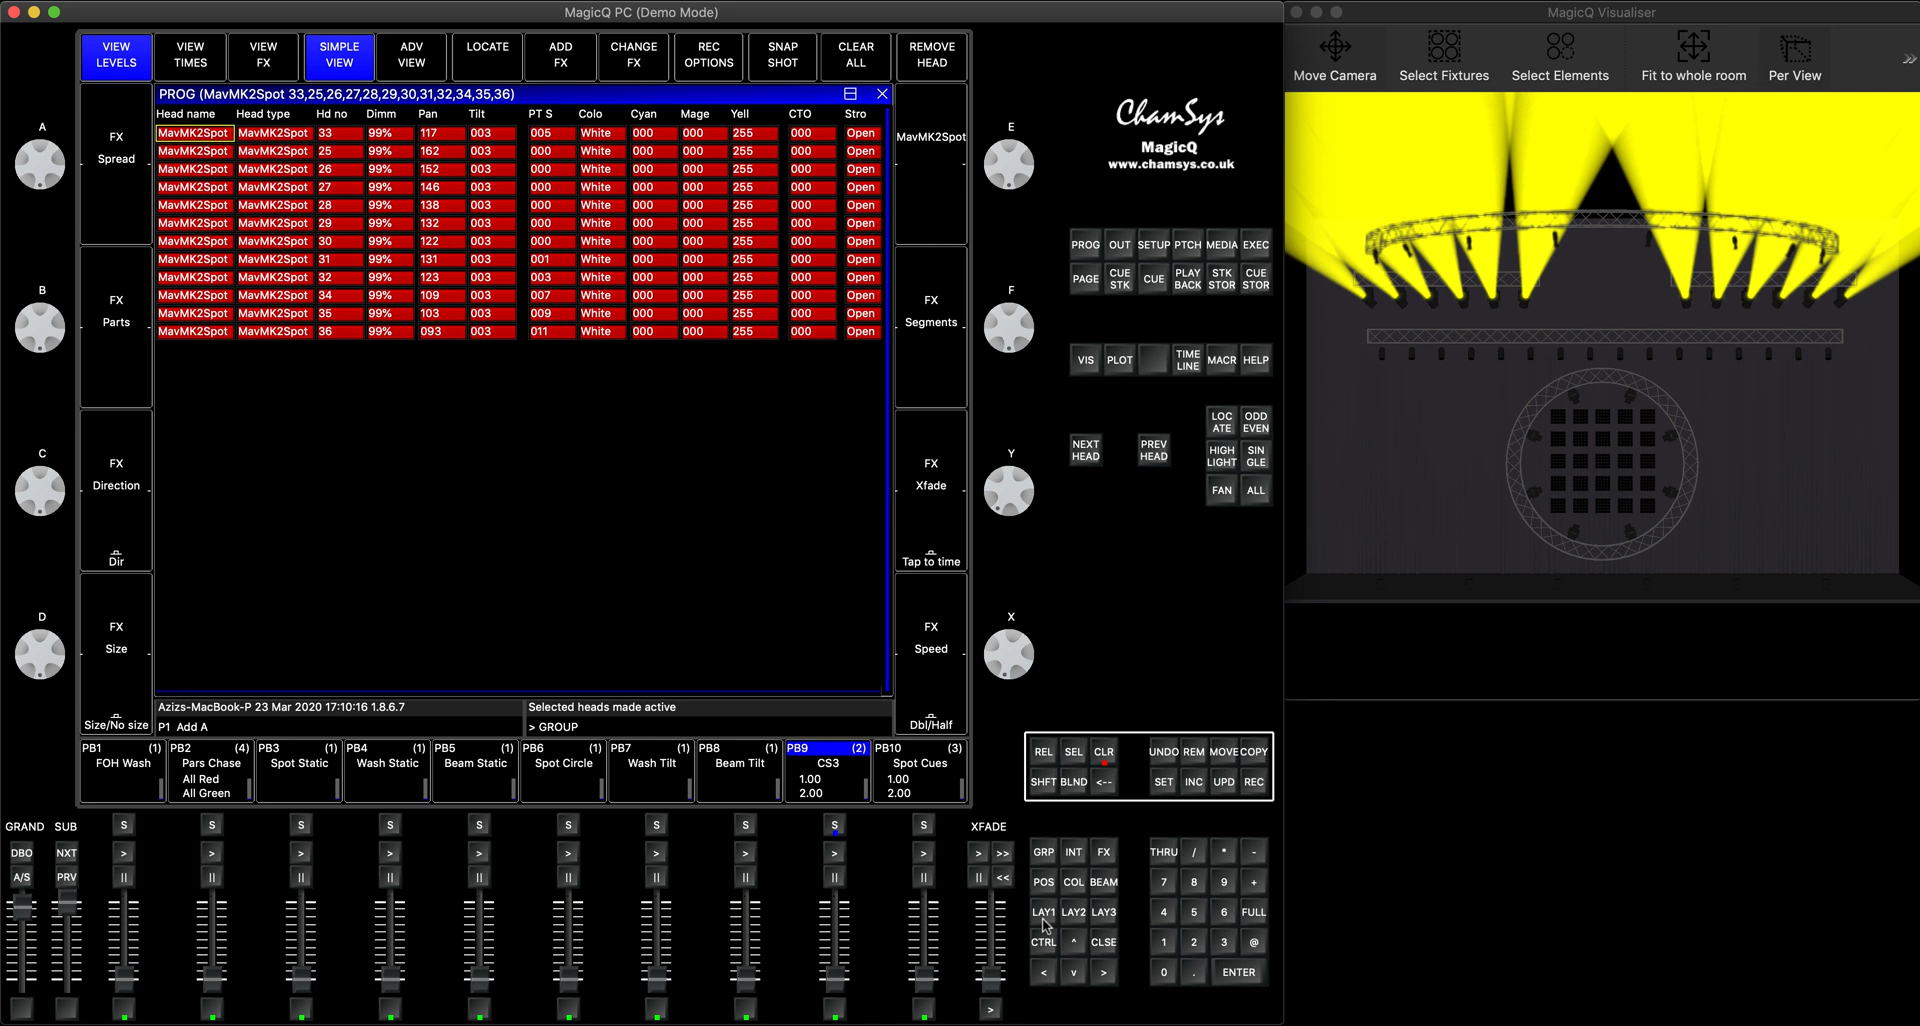 MagicQ PC (Demo Mode)
MagicQ Visualiser
VIEW LEVELS
VIEW TIMES
VIEW FX
SIMPLE VIEW
ADV VIEW
LOCATE
ADD FX
CHANGE FX
REC OPTIONS
SNAP SHOT
CLEAR ALL
REMOVE HEAD
Move Camera
Select Fixtures
Select Elements
Fit to whole room
Per View
PROG (MavMK2Spot 33,25,26,27,28,29,30,31,32,34,35,36)
Head name Head type Hd no Dimm Pan Tilt PT S Colo Cyan Mage Yell CTO Stro
MavMK2Spot MavMK2Spot 33 99% 117 003 005 White 000 000 255 000 Open
MavMK2Spot MavMK2Spot 25 99% 162 003 000 White 000 000 255 000 Open
MavMK2Spot MavMK2Spot 26 99% 152 003 000 White 000 000 255 000 Open
MavMK2Spot MavMK2Spot 27 99% 146 003 000 White 000 000 255 000 Open
MavMK2Spot MavMK2Spot 28 99% 138 003 000 White 000 000 255 000 Open
MavMK2Spot MavMK2Spot 29 99% 132 003 000 White 000 000 255 000 Open
MavMK2Spot MavMK2Spot 30 99% 122 003 000 White 000 000 255 000 Open
MavMK2Spot MavMK2Spot 31 99% 131 003 001 White 000 000 255 000 Open
MavMK2Spot MavMK2Spot 32 99% 123 003 003 White 000 000 255 000 Open
MavMK2Spot MavMK2Spot 34 99% 109 003 007 White 000 000 255 000 Open
MavMK2Spot MavMK2Spot 35 99% 103 003 009 White 000 000 255 000 Open
MavMK2Spot MavMK2Spot 36 99% 093 003 011 White 000 000 255 000 Open
A
FX
Spread
B
FX
Parts
C
FX
Direction
Dir
D
FX
Size
Size/No size
MavMK2Spot
E
FX
Segments
F
FX
Xfade
Tap to time
Y
FX
Speed
Dbl/Half
X
ChamSys
MagicQ
www.chamsys.co.uk
PROG OUT SETUP PTCH MEDIA EXEC
PAGE CUE STK CUE PLAY BACK STK STOR CUE STOR
VIS PLOT TIME LINE MACR HELP
LOC ATE ODD EVEN
NEXT HEAD PREV HEAD HIGH LIGHT SIN GLE
FAN ALL
Azizs-MacBook-P 23 Mar 2020 17:10:16 1.8.6.7
Selected heads made active
P1 Add A
> GROUP
PB1 (1) PB2 (4) PB3 (1) PB4 (1) PB5 (1) PB6 (1) PB7 (1) PB8 (1) PB9 (2) PB10 (3)
FOH Wash Pars Chase Spot Static Wash Static Beam Static Spot Circle Wash Tilt Beam Tilt CS3 Spot Cues
All Red 1.00 1.00
All Green 2.00 2.00
REL SEL CLR UNDO REM MOVE COPY
SHFT BLND <-- SET INC UPD REC
GRAND SUB S S S S S S S S S S XFADE
DBO NXT > > > > > > > > > > > >>
A/S PRV || || || || || || || || || || || <<
>
GRP INT FX THRU / * -
POS COL BEAM 7 8 9 +
LAY1 LAY2 LAY3 4 5 6 FULL
CTRL ^ CLSE 1 2 3 @
< v > 0 . ENTER